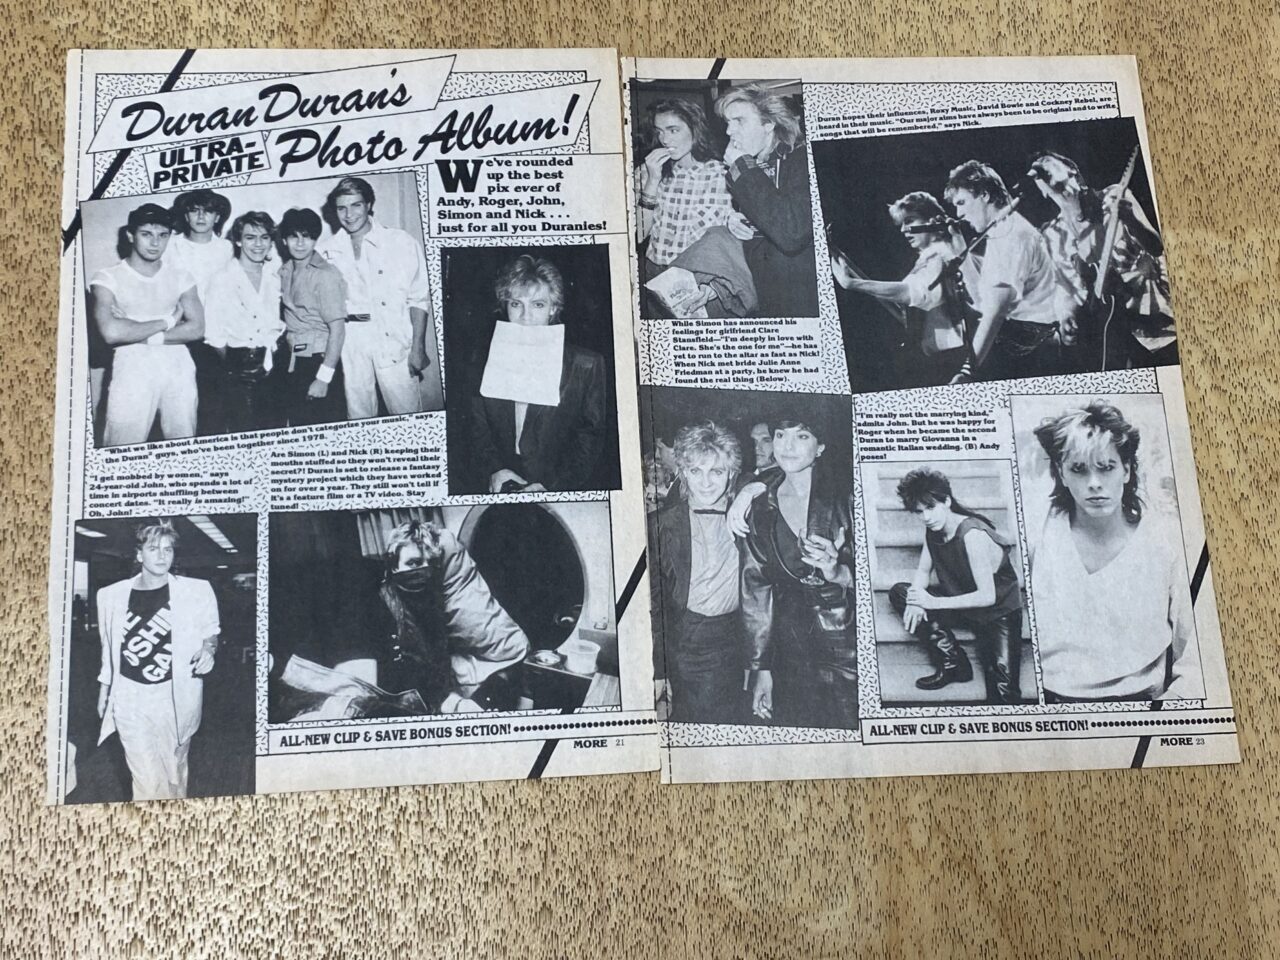 Duran Duran's
ULTRA-
PRIVATE
Photo Album!
We've rounded
up the best
pix ever of
Andy, Roger, John,
Simon and Nick . . .
just for all you Duranies!
"What we like about America is that people don't categorize your music," says
the Duran² guys, who've been together since 1978.
"I get mobbed by women," says
24-year-old John, who spends a lot of
time in airports shuffling between
concert dates. "It really is amazing!"
Oh, John!
Are Simon (L) and Nick (R) keeping their
mouths stuffed so they won't reveal their
secret?! Duran is set to release a fantasy
mystery project which they have worked
on for over a year. They still won't tell if
it's a feature film or a TV video. Stay
tuned!
ALL-NEW CLIP & SAVE BONUS SECTION!
MORE 21
Duran hopes their influences, Roxy Music, David Bowie and Cockney Rebel, are
heard in their music. "Our major aims have always been to be original and to write
songs that will be remembered," says Nick.
While Simon has announced his
feelings for girlfriend Clare
Stansfield—"I'm deeply in love with
Clare. She's the one for me"—he has
yet to run to the altar as fast as Nick!
When Nick met bride Julie Anne
Friedman at a party, he knew he had
found the real thing (Below).
"I'm really not the marrying kind,"
admits John. But he was happy for
Roger when he became the second
Duran to marry Giovanna in a
romantic Italian wedding. (B) Andy
poses!
ALL-NEW CLIP & SAVE BONUS SECTION!
MORE 23